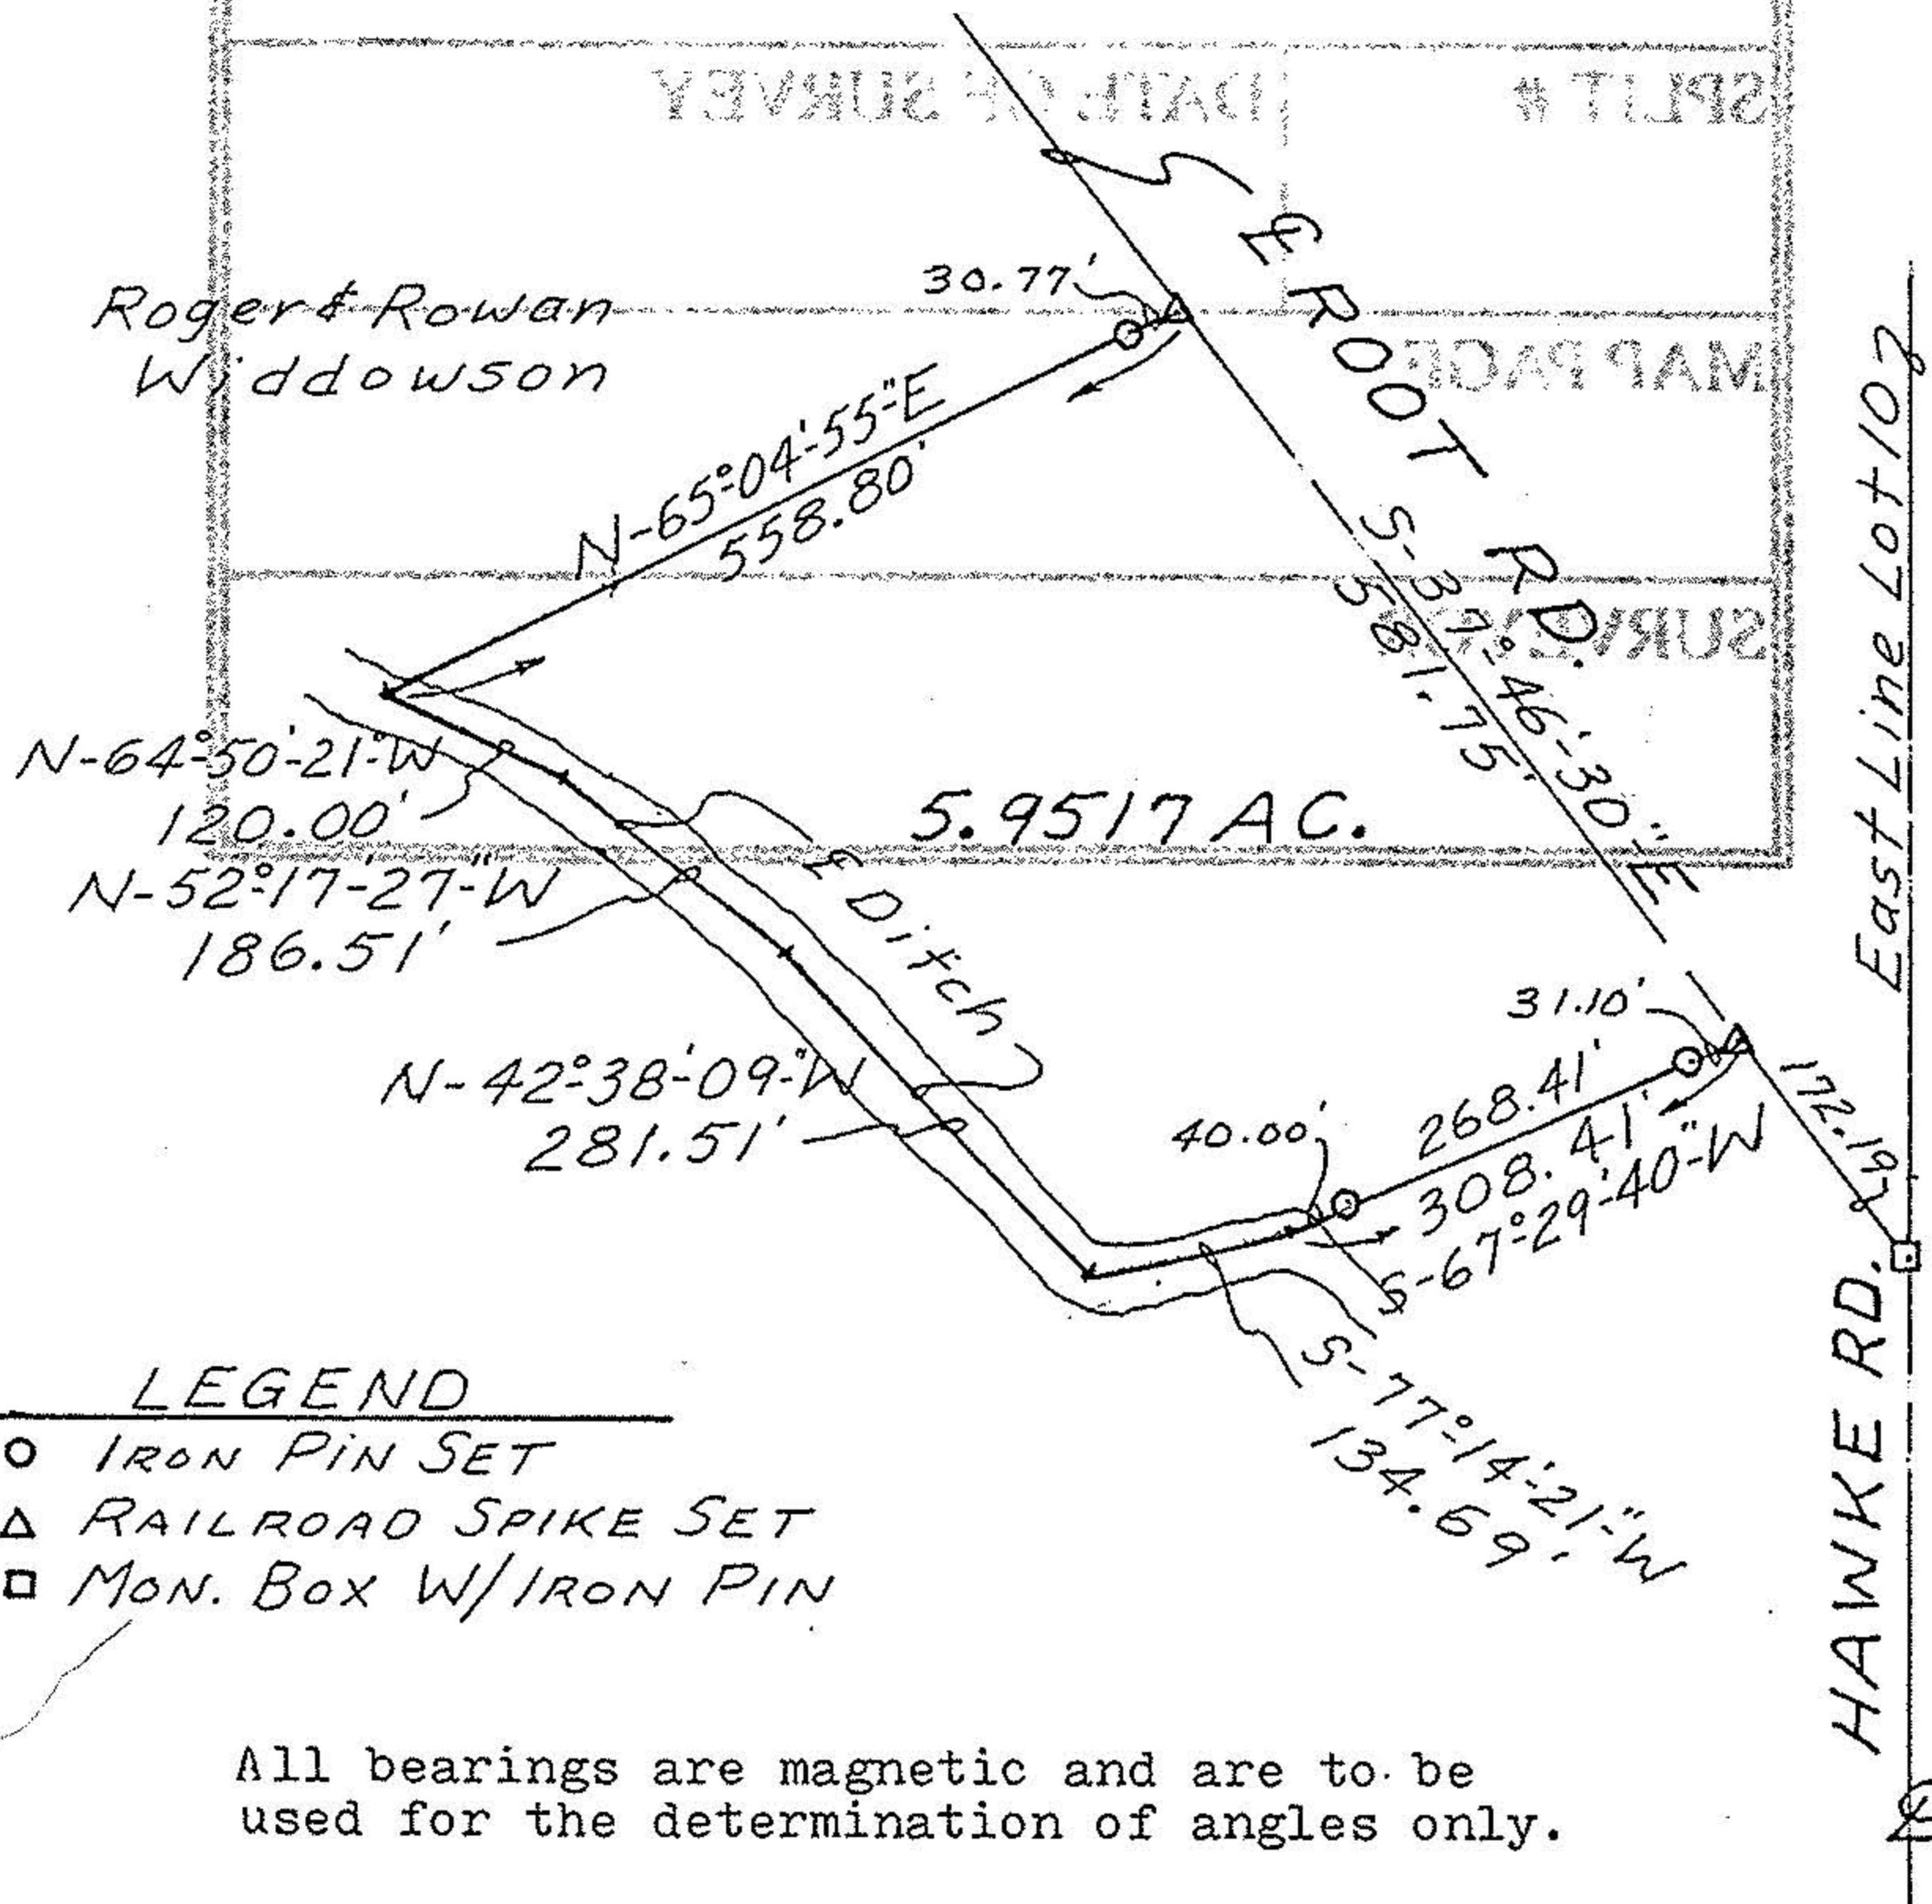 SPLIT #
DATE OF SURVEY
MAP PAGE
SURVEYOR
℄ ROOT RD.
30.77'
Roger & Rowan
Widdowson
N-65°-04'-55"-E
558.80'
S-37°-46'-30"-E
581.75'
East Line Lot 102
N-64°-50'-21"-W
120.00'
5.9517 AC.
N-52°-17'-27"-W
186.51'
℄ Ditch
N-42°-38'-09"-W
281.51'
31.10'
172.19'
268.41'
40.00'
308.41'
S-67°-29'-40"-W
S-77°-14'-21"-W
134.69'
HAWKE RD.
LEGEND
○ IRON PIN SET
△ RAILROAD SPIKE SET
□ MON. BOX W/IRON PIN
All bearings are magnetic and are to be
used for the determination of angles only.
℄